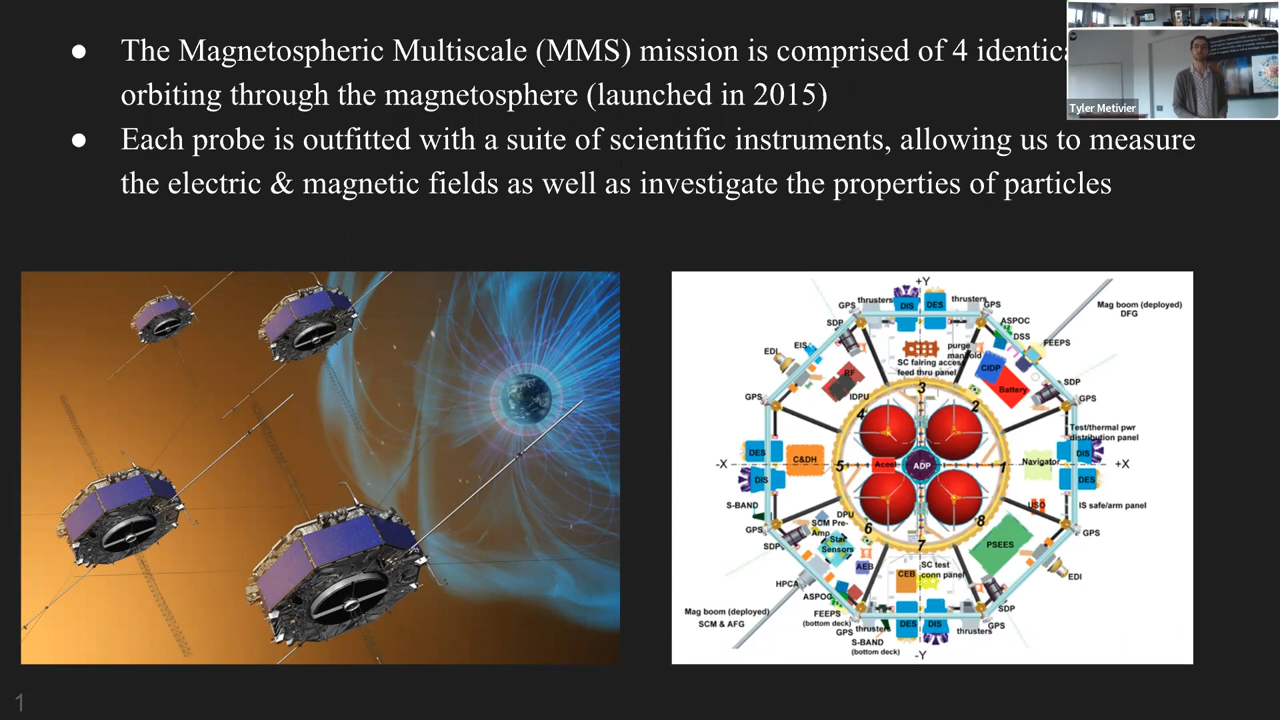 ● The Magnetospheric Multiscale (MMS) mission is comprised of 4 identica
orbiting through the magnetosphere (launched in 2015)
● Each probe is outfitted with a suite of scientific instruments, allowing us to measure
the electric & magnetic fields as well as investigate the properties of particles
Tyler Metivier
+Y
GPS
thrusters
DIS
DES
thrusters
GPS
Mag boom (deployed)
DFG
SDP
ASPOC
DSS
FEEPS
EDI
EIS
purge
manifold
SC fairing access
feed thru panel
CIDP
RF
Battery
SDP
IDPU
GPS
GPS
3
4
2
Test/thermal pwr
distribution panel
DES
C&DH
DIS
-X
5
Accel
ADP
1
Navigator
+X
DIS
DES
S-BAND
USO
IS safe/arm panel
GPS
DPU
SCM Pre-
Amp
6
8
7
GPS
SDP
Star
Sensors
PSEES
AEB
SC test
conn panel
CEB
EDI
HPCA
ASPOC
SDP
Mag boom (deployed)
SCM & AFG
FEEPS
(bottom deck)
GPS
thrusters
DES
DIS
thrusters
GPS
S-BAND
(bottom deck)
-Y
1